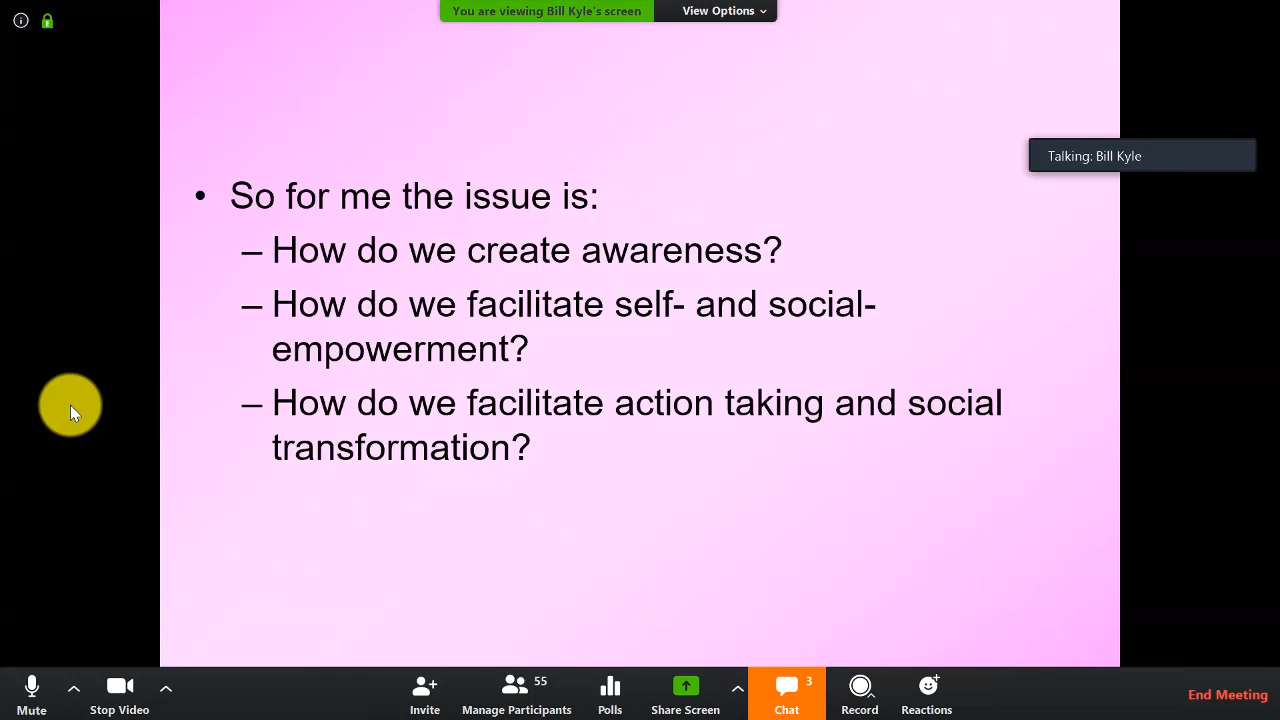 You are viewing Bill Kyle's screen
View Options
Talking: Bill Kyle
• So for me the issue is:
– How do we create awareness?
– How do we facilitate self- and social-
empowerment?
– How do we facilitate action taking and social
transformation?
Mute
Stop Video
Invite
55
Manage Participants
Polls
Share Screen
3
Chat
Record
Reactions
End Meeting